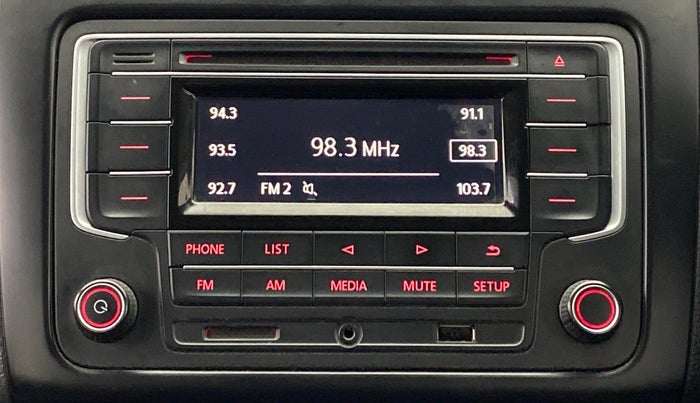 94.3 91.1
93.5 98.3 MHz 98.3
92.7 FM 2 103.7
PHONE LIST
FM AM MEDIA MUTE SETUP